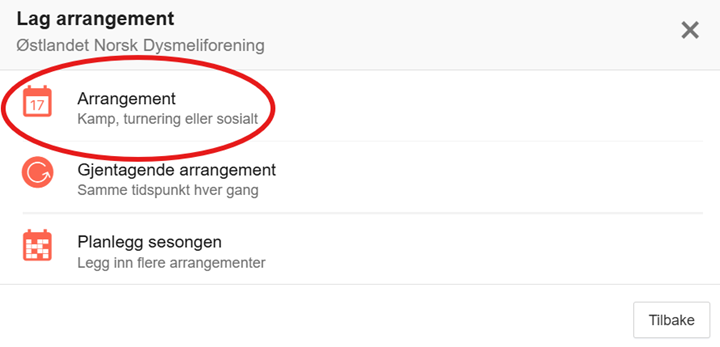 Lag arrangement
Østlandet Norsk Dysmeliforening
17
Arrangement
Kamp, turnering eller sosialt
Gjentagende arrangement
Samme tidspunkt hver gang
Planlegg sesongen
Legg inn flere arrangementer
Tilbake